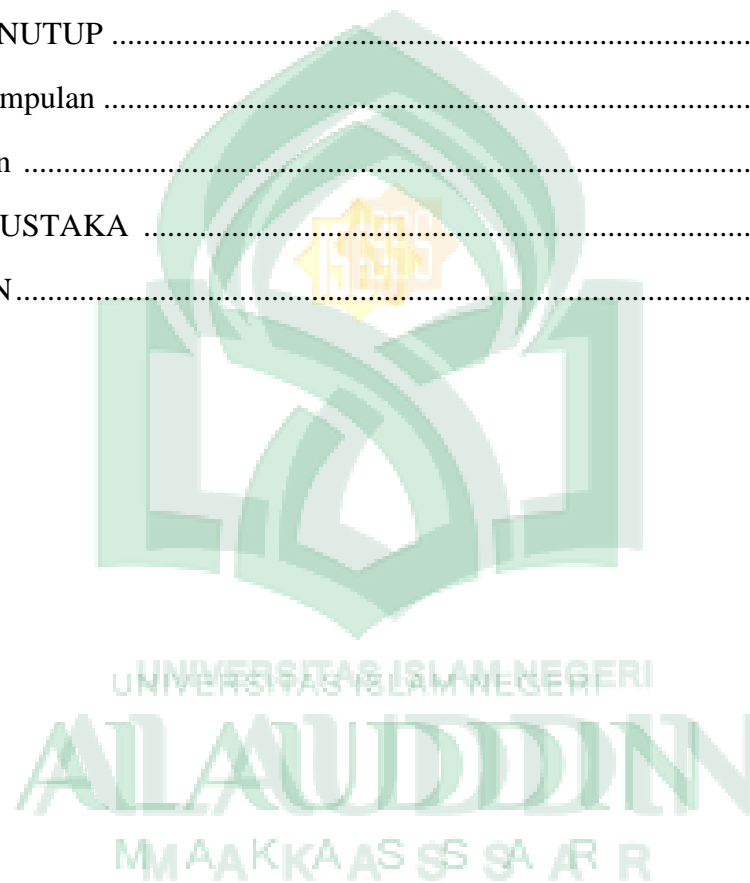 NUTUP ................................................................................
mpulan ................................................................................
n ................................................................................
USTAKA ................................................................................
N................................................................................
UNIVERSITAS ISLAM NEGERI
ALAUDDIN
MAKASSAR